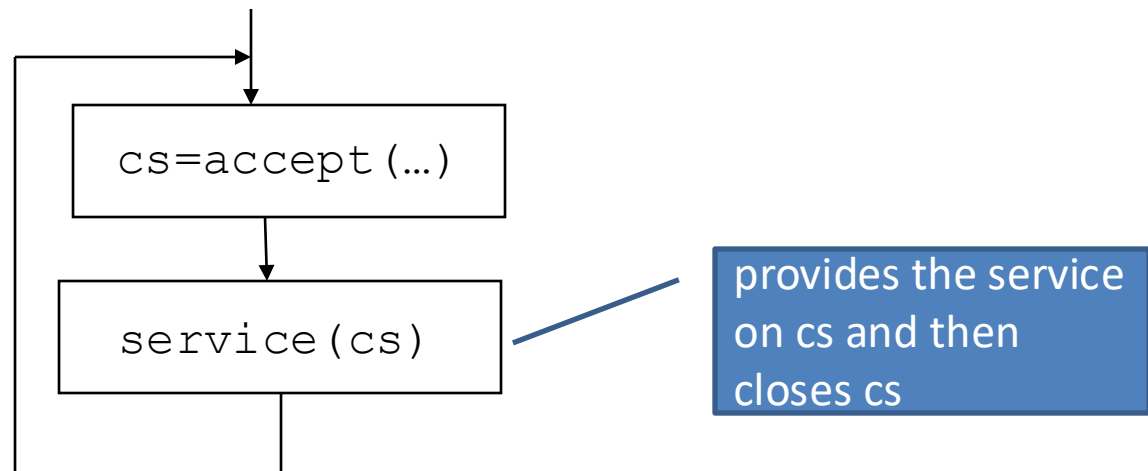 cs=accept(…)
service(cs)
provides the service
on cs and then
closes cs